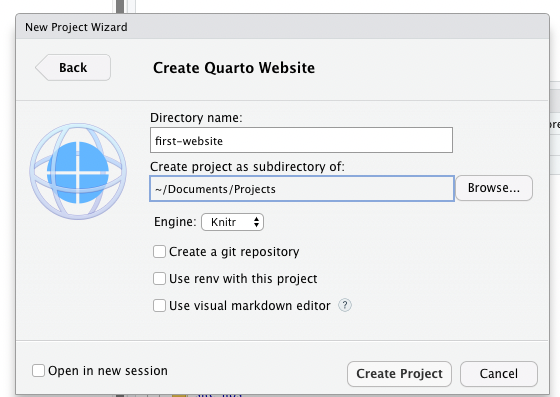 New Project Wizard
Back
Create Quarto Website
Directory name:
first-website
Create project as subdirectory of:
~/Documents/Projects
Browse...
Engine: Knitr
Create a git repository
Use renv with this project
Use visual markdown editor ?
Open in new session
Create Project
Cancel